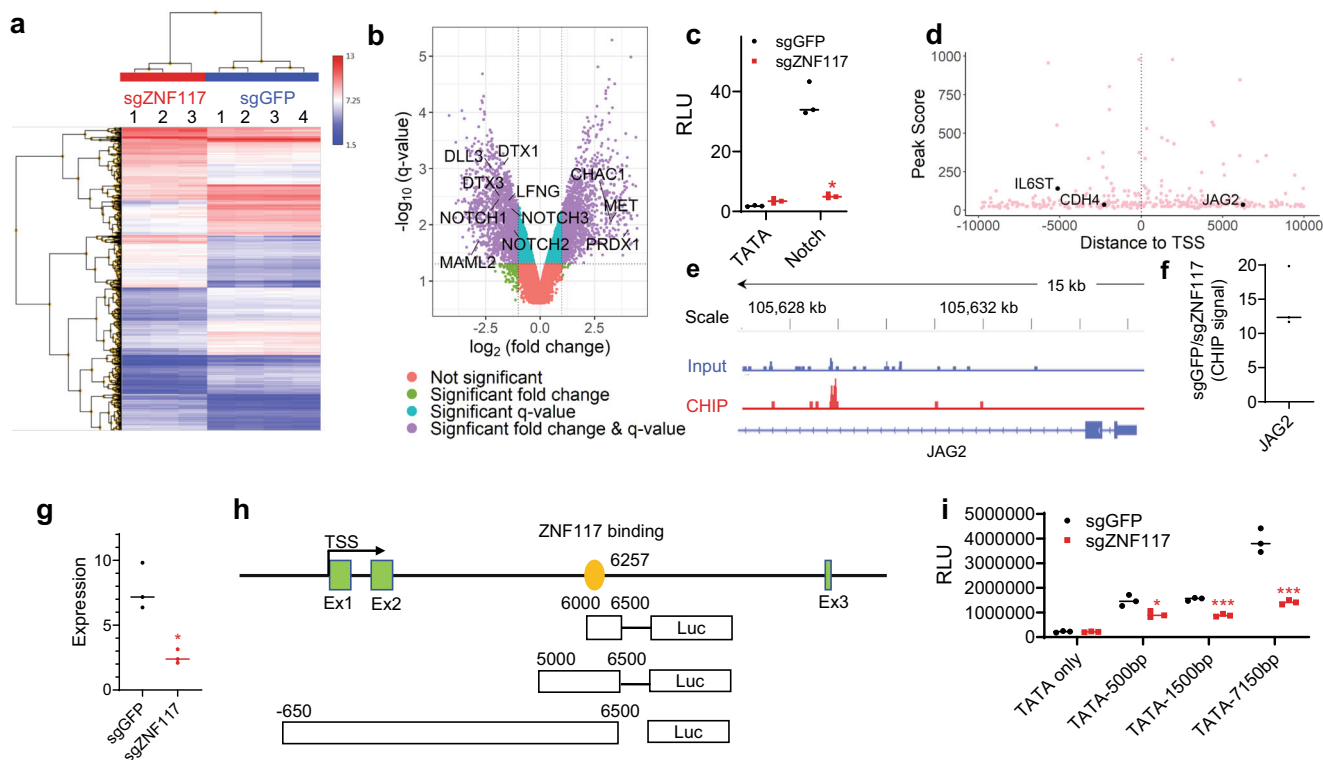 a
sgZNF117 sgGFP
1 2 3 1 2 3 4
13
7.25
1.5
b
-log10 (q-value)
5
4
3
2
1
DLL3
DTX1
DTX3
LFNG
NOTCH1
NOTCH3
NOTCH2
MAML2
CHAC1
MET
PRDX1
-2.5 0.0 2.5
log2 (fold change)
Not significant
Significant fold change
Significant q-value
Signficant fold change & q-value
c
sgGFP
sgZNF117
RLU
40
20
0
*
TATA
Notch
d
Peak Score
1000
750
500
250
0
IL6ST
CDH4
JAG2
-10000 -5000 0 5000 10000
Distance to TSS
e
15 kb
105,628 kb 105,632 kb
Scale
Input
CHIP
JAG2
f
sgGFP/sgZNF117
(CHIP signal)
20
15
10
5
0
JAG2
g
Expression
10
5
0
*
sgGFP
sgZNF117
h
ZNF117 binding
TSS
6257
Ex1 Ex2 Ex3
6000 6500
Luc
5000 6500
Luc
-650 6500
Luc
i
sgGFP
sgZNF117
RLU
5000000
4000000
3000000
2000000
1000000
0
*
***
***
TATA only
TATA-500bp
TATA-1500bp
TATA-7150bp